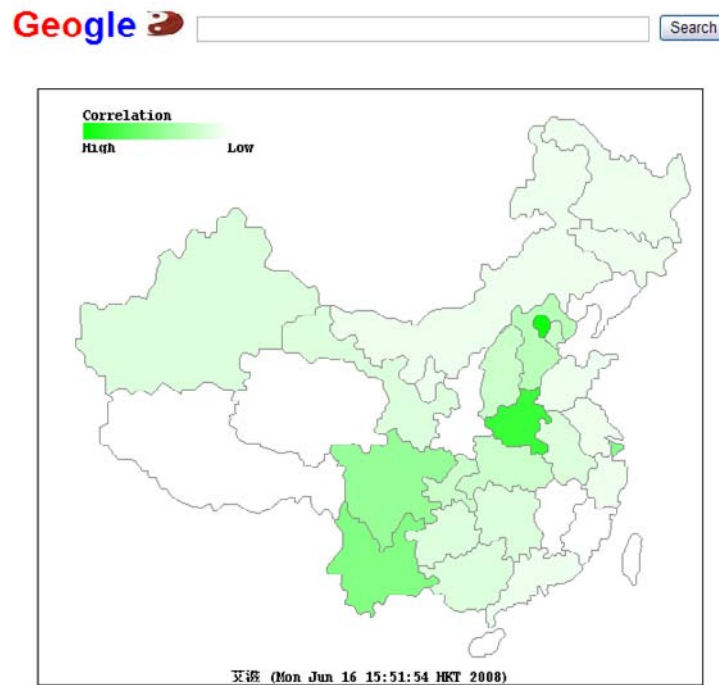 Geogle
Search
Correlation
High Low
艾滋 (Mon Jun 16 15:51:54 HKT 2008)